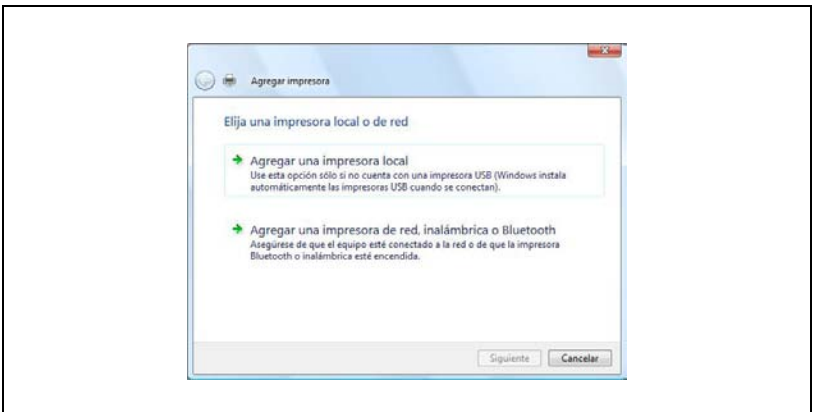 Agregar impresora
Elija una impresora local o de red
Agregar una impresora local
Use esta opción sólo si no cuenta con una impresora USB (Windows instala
automáticamente las impresoras USB cuando se conectan).
Agregar una impresora de red, inalámbrica o Bluetooth
Asegúrese de que el equipo esté conectado a la red o de que la impresora
Bluetooth o inalámbrica esté encendida.
Siguiente
Cancelar